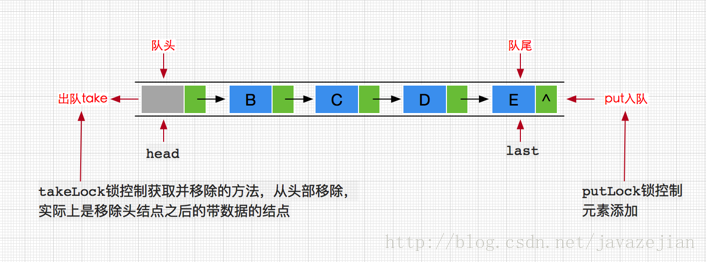 队头
队尾
出队take
B
C
D
E
^
put入队
head
last
takeLock锁控制获取并移除的方法，从头部移除，
实际上是移除头结点之后的带数据的结点
putLock锁控制
元素添加
http://blog.csdn.net/javazejian